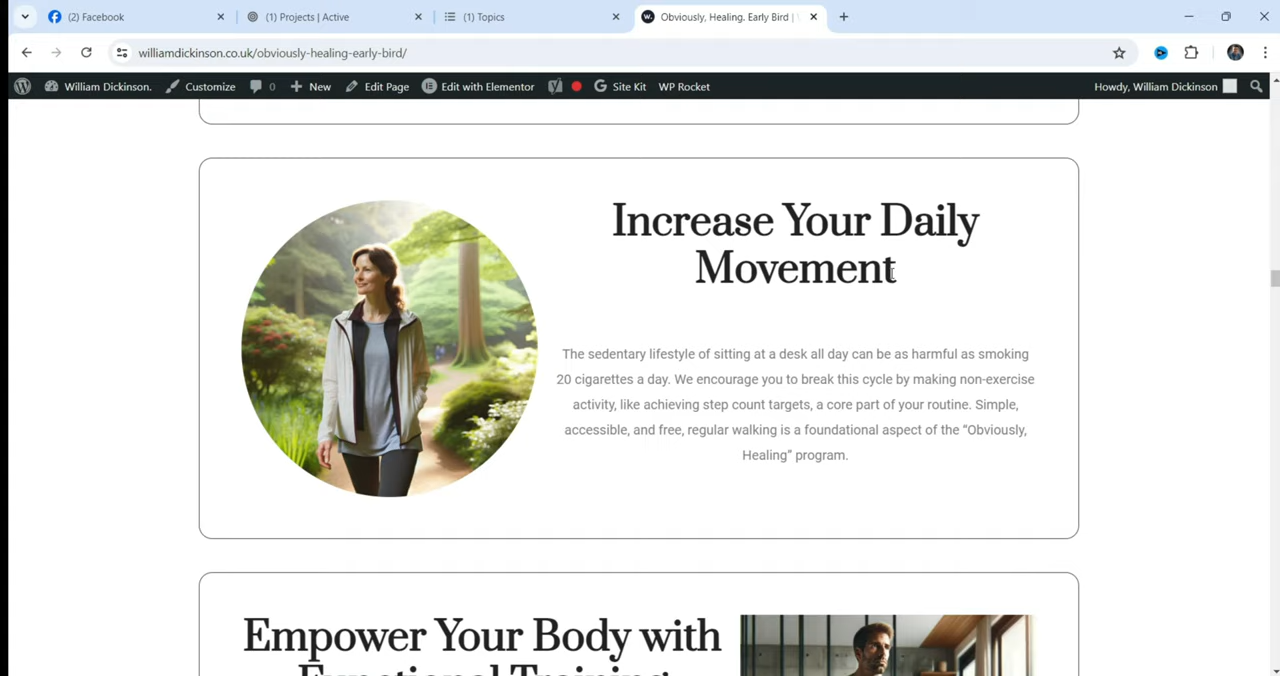 (2) Facebook
(1) Projects | Active
(1) Topics
Obviously, Healing. Early Bird |
williamdickinson.co.uk/obviously-healing-early-bird/
William Dickinson.
Customize
0
New
Edit Page
Edit with Elementor
Site Kit
WP Rocket
Howdy, William Dickinson
Increase Your Daily
Movement
The sedentary lifestyle of sitting at a desk all day can be as harmful as smoking
20 cigarettes a day. We encourage you to break this cycle by making non-exercise
activity, like achieving step count targets, a core part of your routine. Simple,
accessible, and free, regular walking is a foundational aspect of the “Obviously,
Healing” program.
Empower Your Body with
Functional Training